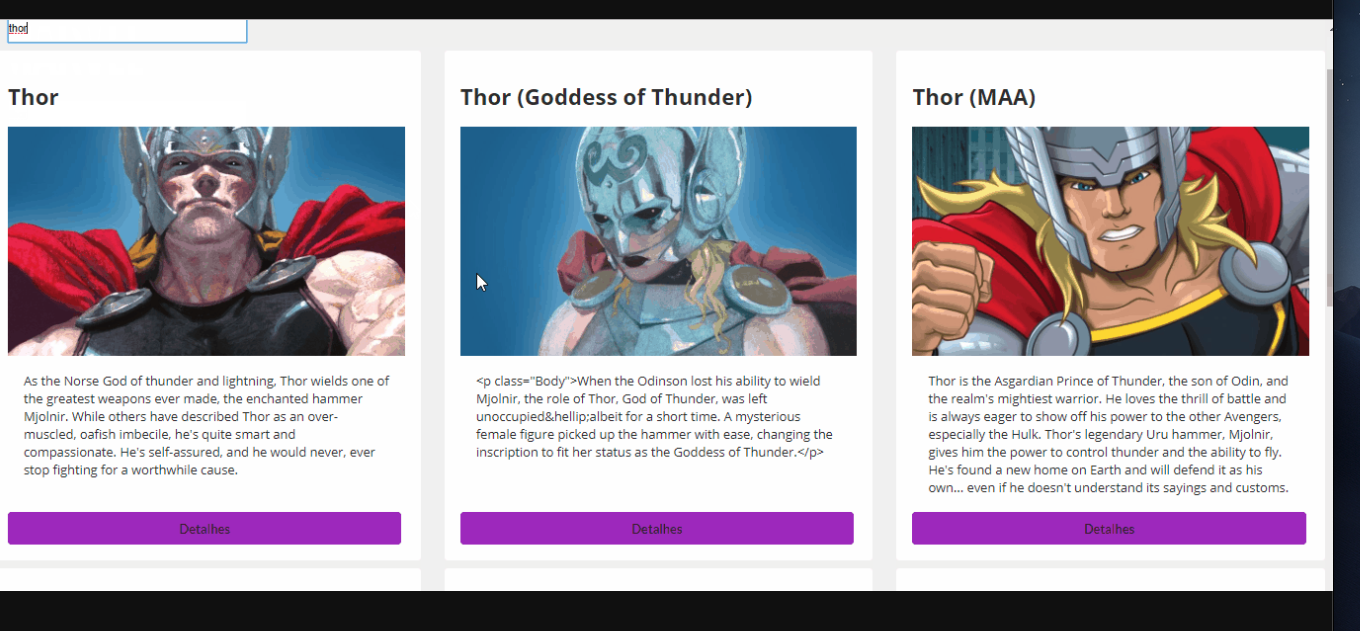 thor
Thor
As the Norse God of thunder and lightning, Thor wields one of
the greatest weapons ever made, the enchanted hammer
Mjolnir. While others have described Thor as an over-
muscled, oafish imbecile, he's quite smart and
compassionate. He's self-assured, and he would never, ever
stop fighting for a worthwhile cause.
Detalhes
Thor (Goddess of Thunder)
<p class="Body">When the Odinson lost his ability to wield
Mjolnir, the role of Thor, God of Thunder, was left
unoccupied&hellip;albeit for a short time. A mysterious
female figure picked up the hammer with ease, changing the
inscription to fit her status as the Goddess of Thunder.</p>
Detalhes
Thor (MAA)
Thor is the Asgardian Prince of Thunder, the son of Odin, and
the realm's mightiest warrior. He loves the thrill of battle and
is always eager to show off his power to the other Avengers,
especially the Hulk. Thor's legendary Uru hammer, Mjolnir,
gives him the power to control thunder and the ability to fly.
He's found a new home on Earth and will defend it as his
own... even if he doesn't understand its sayings and customs.
Detalhes